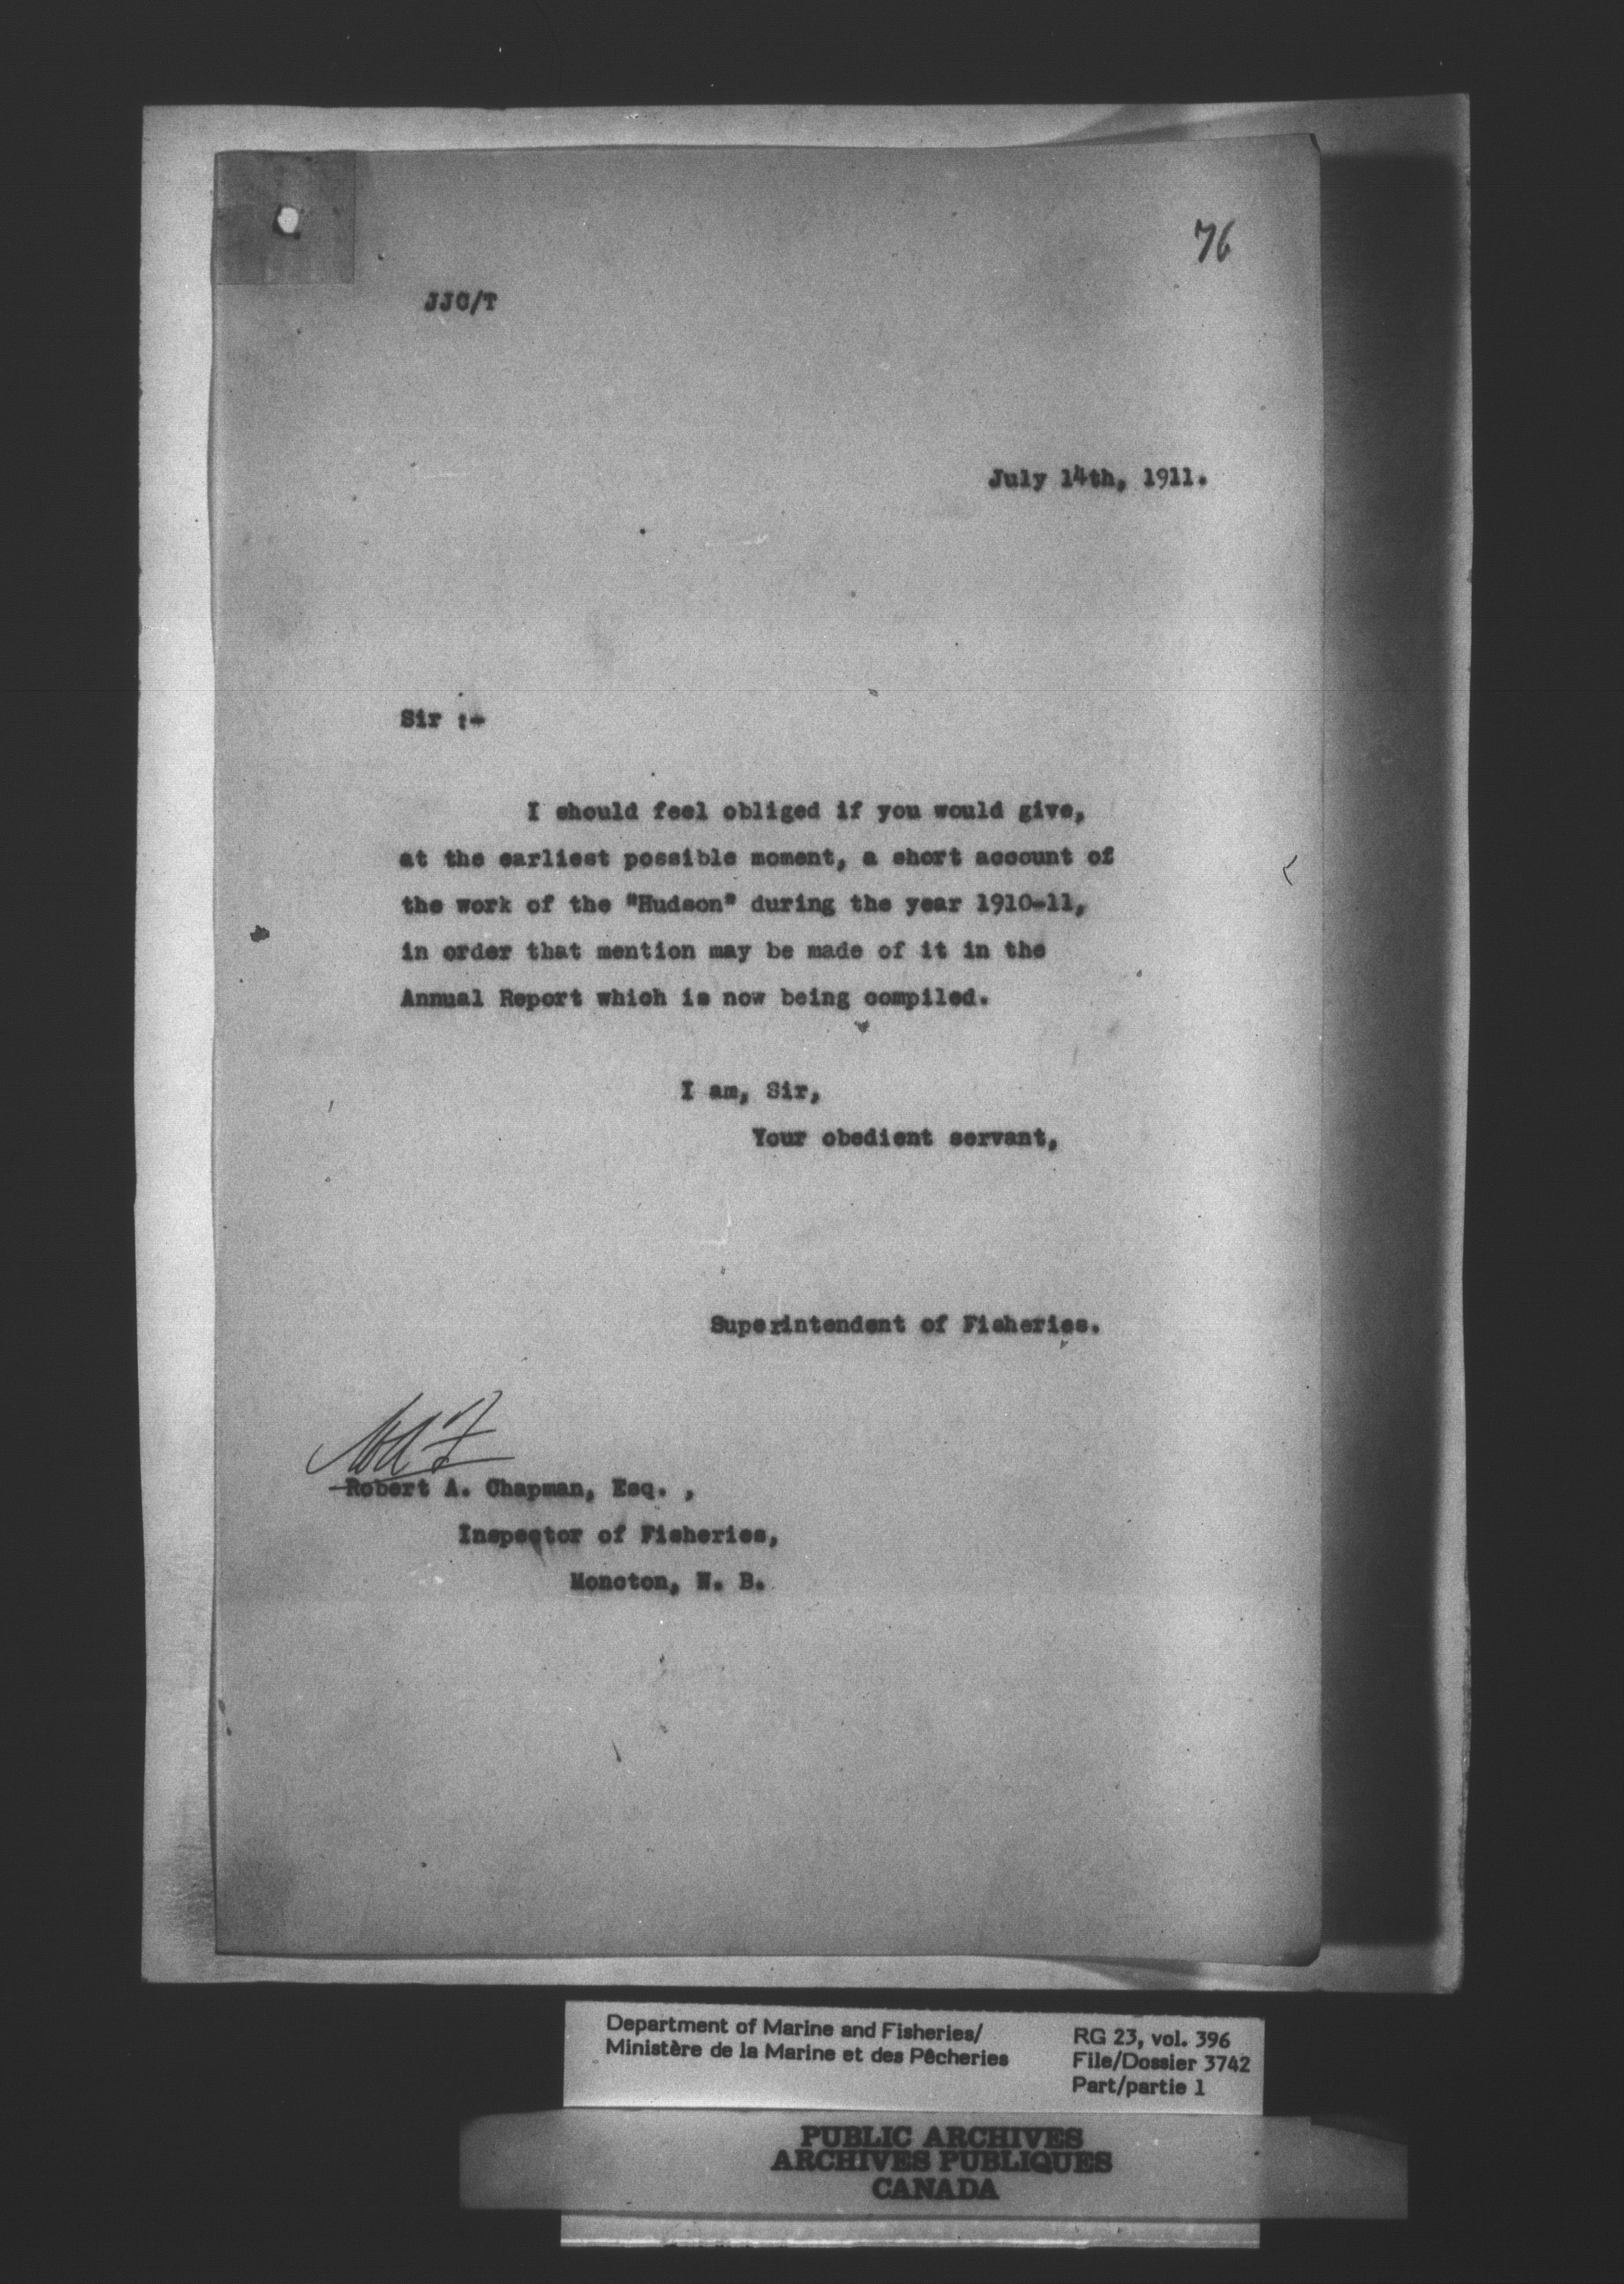 76
JJC/T
July 14th, 1911.
Sir :-
I should feel obliged if you would give,
at the earliest possible moment, a short account of
the work of the "Hudson" during the year 1910-11,
in order that mention may be made of it in the
Annual Report which is now being compiled.
I am, Sir,
Your obedient servant,
Superintendent of Fisheries.
Robert A. Chapman, Esq. ,
Inspector of Fisheries,
Moncton, N. B.
Department of Marine and Fisheries/
Ministère de la Marine et des Pêcheries
RG 23, vol. 396
File/Dossier 3742
Part/partie 1
PUBLIC ARCHIVES
ARCHIVES PUBLIQUES
CANADA